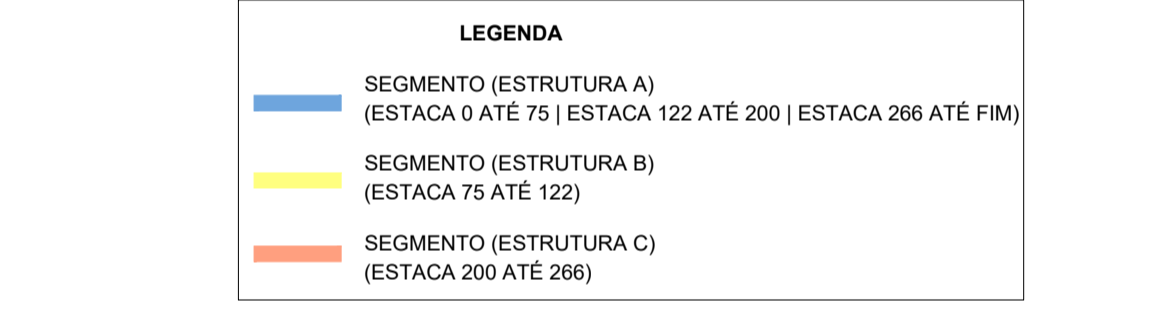 LEGENDA
SEGMENTO (ESTRUTURA A)
(ESTACA 0 ATÉ 75 | ESTACA 122 ATÉ 200 | ESTACA 266 ATÉ FIM)
SEGMENTO (ESTRUTURA B)
(ESTACA 75 ATÉ 122)
SEGMENTO (ESTRUTURA C)
(ESTACA 200 ATÉ 266)